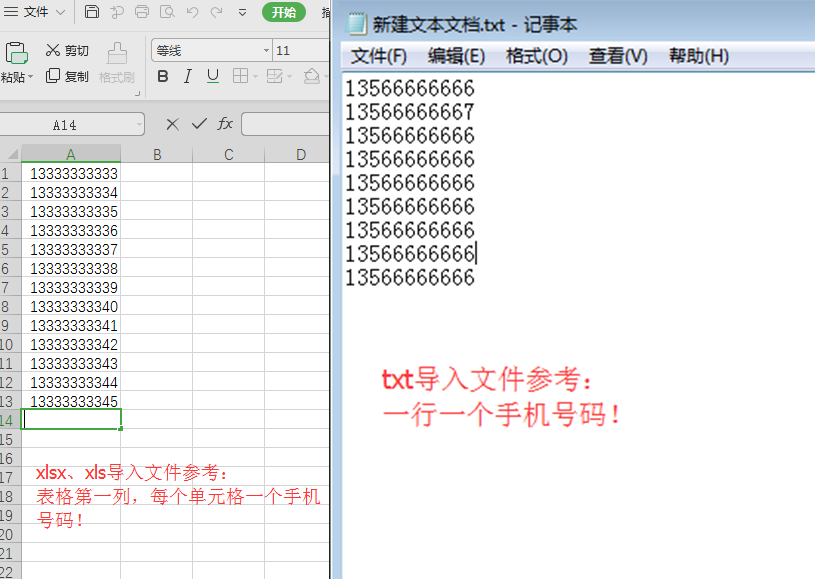 文件
开始
粘贴
剪切
复制
格式刷
等线
11
B
I
U
A14
fx
A
B
C
D
1
13333333333
2
13333333334
3
13333333335
4
13333333336
5
13333333337
6
13333333338
7
13333333339
8
13333333340
9
13333333341
10
13333333342
11
13333333343
12
13333333344
13
13333333345
14
15
16
17
18
19
20
21
22
xlsx、xls导入文件参考:
表格第一列，每个单元格一个手机
号码!
新建文本文档.txt - 记事本
文件(F) 编辑(E) 格式(O) 查看(V) 帮助(H)
13566666666
13566666667
13566666666
13566666666
13566666666
13566666666
13566666666
13566666666
13566666666
txt导入文件参考:
一行一个手机号码!